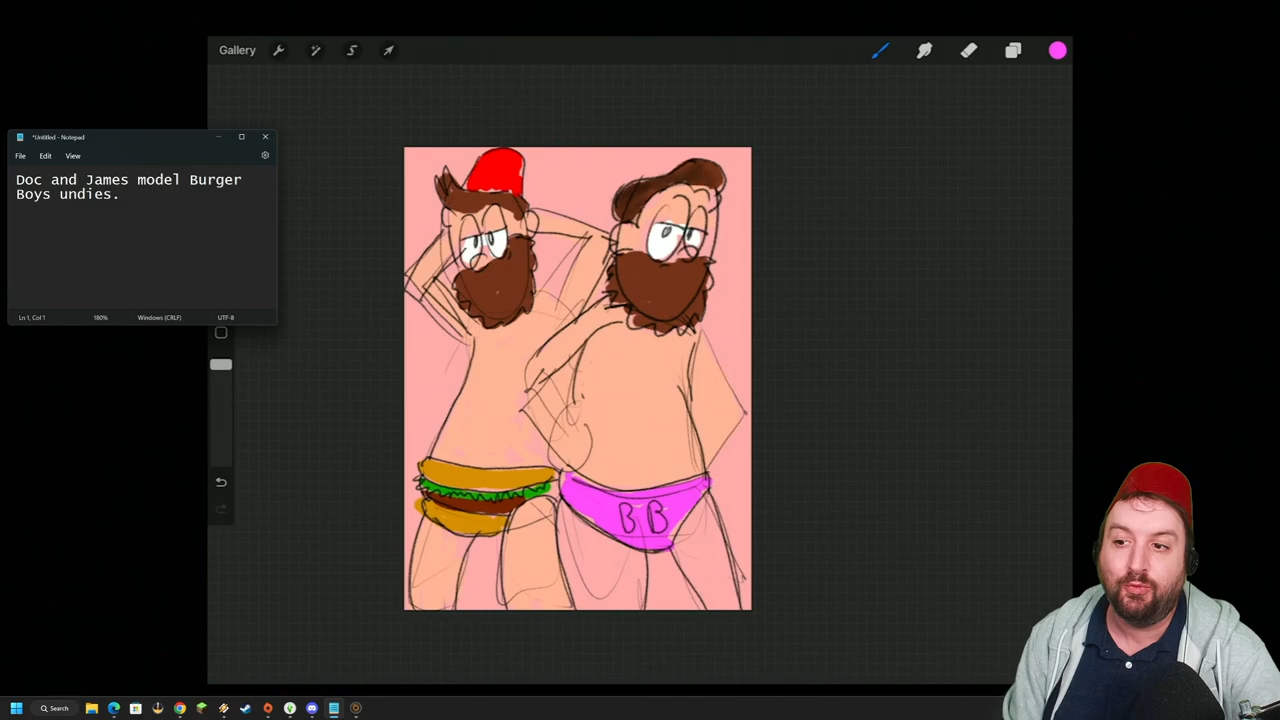 Gallery
*Untitled - Notepad
File Edit View
Doc and James model Burger
Boys undies.
Ln 1, Col 1 180% Windows (CRLF) UTF-8
BB
Search